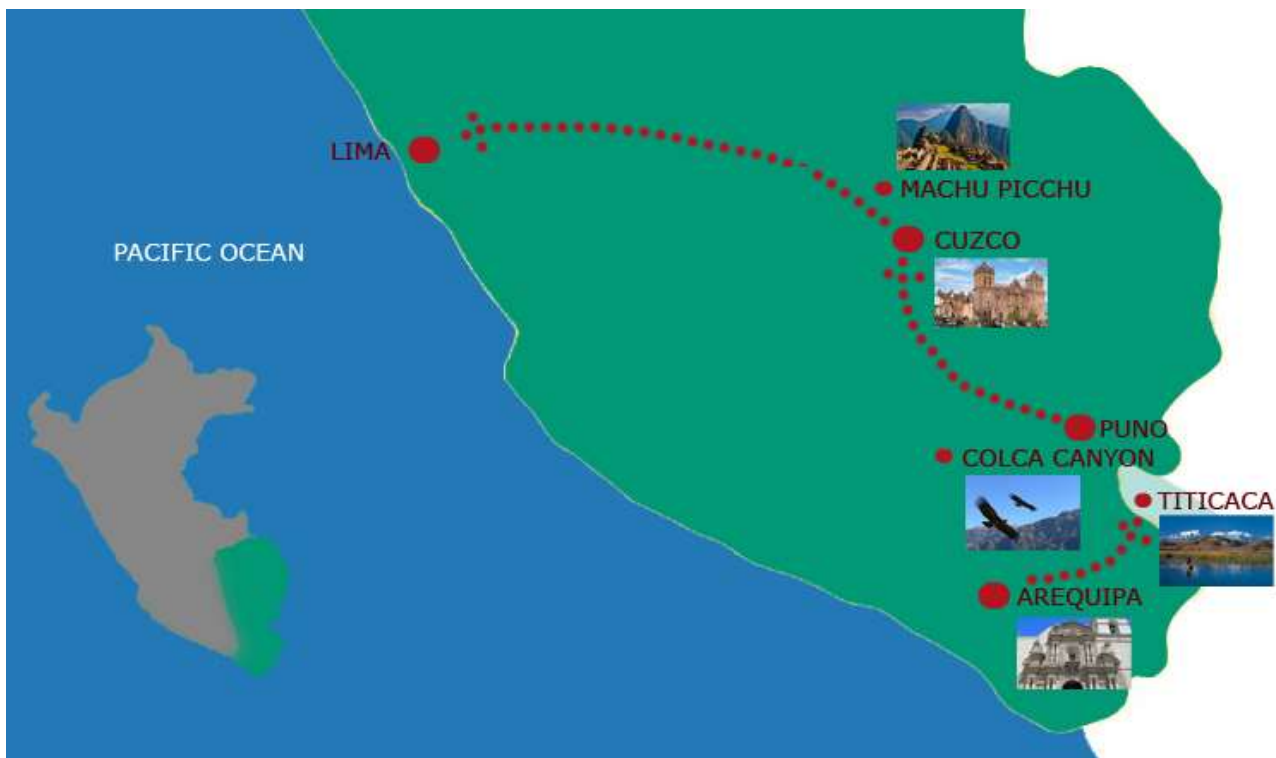 LIMA
MACHU PICCHU
CUZCO
PACIFIC OCEAN
PUNO
COLCA CANYON
TITICACA
AREQUIPA